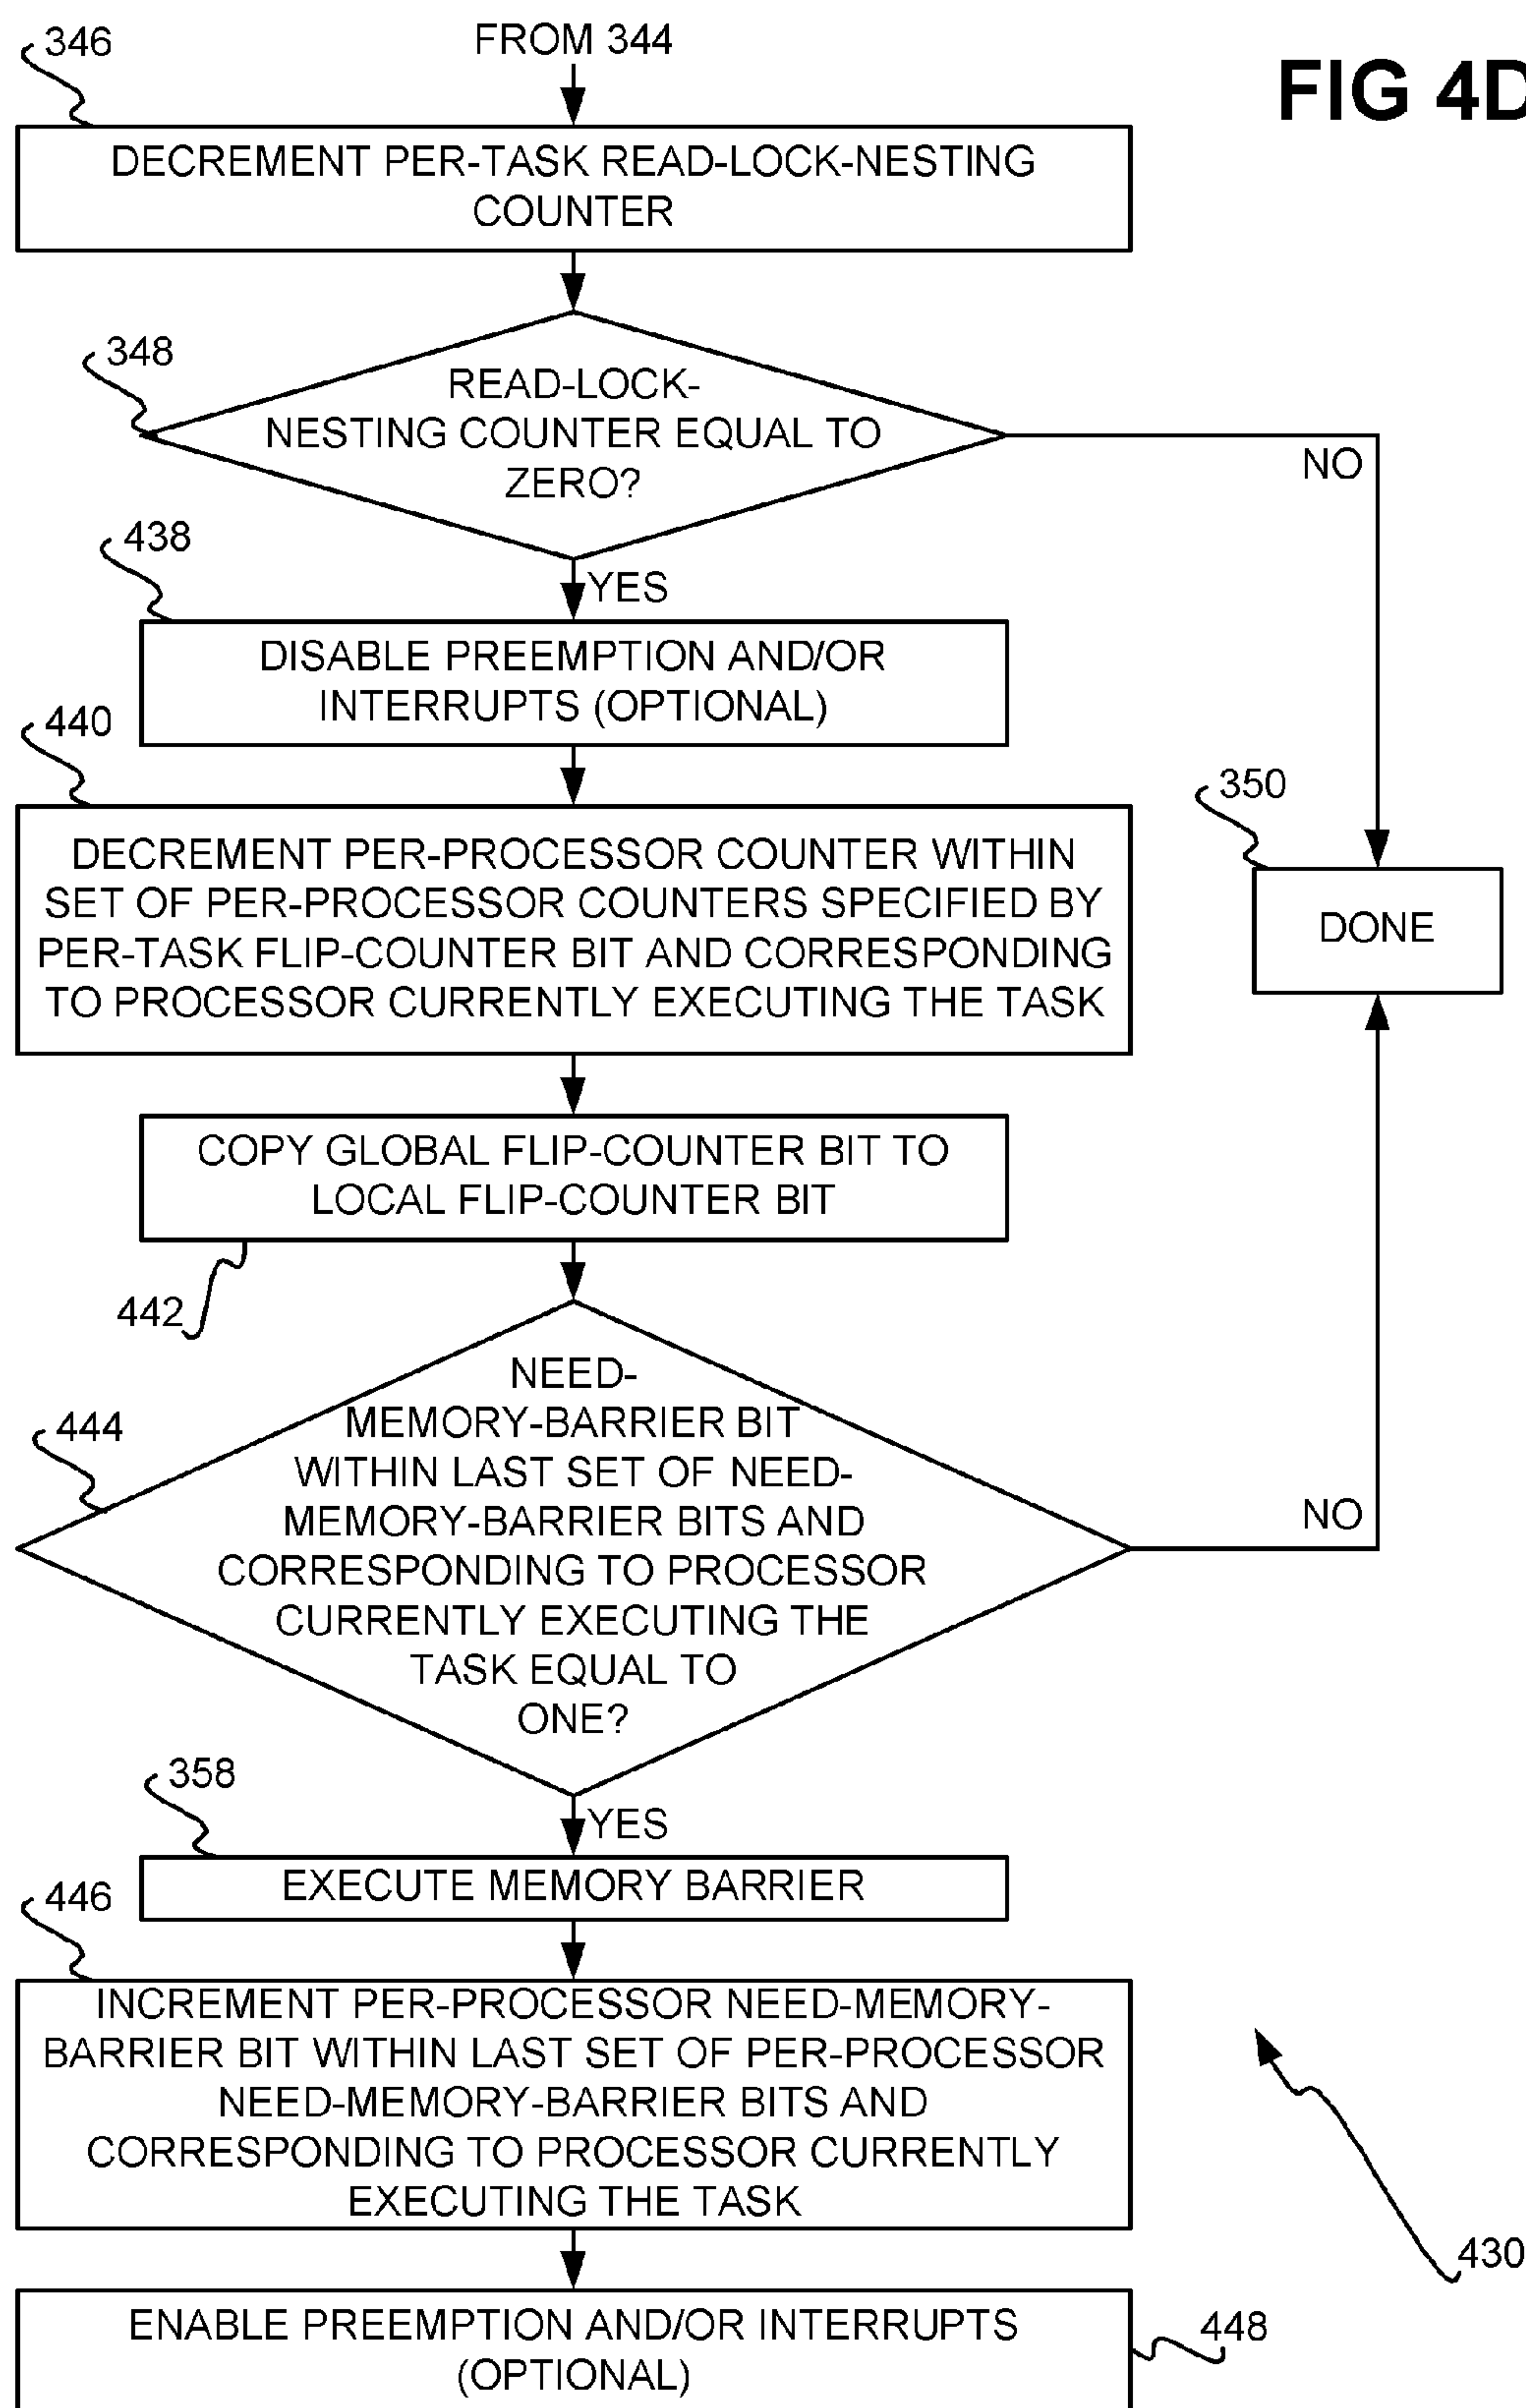 346
FROM 344
FIG 4D
DECREMENT PER-TASK READ-LOCK-NESTING
COUNTER
348
READ-LOCK-
NESTING COUNTER EQUAL TO
ZERO?
NO
438
YES
DISABLE PREEMPTION AND/OR
INTERRUPTS (OPTIONAL)
440
350
DECREMENT PER-PROCESSOR COUNTER WITHIN
SET OF PER-PROCESSOR COUNTERS SPECIFIED BY
PER-TASK FLIP-COUNTER BIT AND CORRESPONDING
TO PROCESSOR CURRENTLY EXECUTING THE TASK
DONE
COPY GLOBAL FLIP-COUNTER BIT TO
LOCAL FLIP-COUNTER BIT
442
444
NEED-
MEMORY-BARRIER BIT
WITHIN LAST SET OF NEED-
MEMORY-BARRIER BITS AND
CORRESPONDING TO PROCESSOR
CURRENTLY EXECUTING THE
TASK EQUAL TO
ONE?
NO
358
YES
EXECUTE MEMORY BARRIER
446
INCREMENT PER-PROCESSOR NEED-MEMORY-
BARRIER BIT WITHIN LAST SET OF PER-PROCESSOR
NEED-MEMORY-BARRIER BITS AND
CORRESPONDING TO PROCESSOR CURRENTLY
EXECUTING THE TASK
430
ENABLE PREEMPTION AND/OR INTERRUPTS
(OPTIONAL)
448